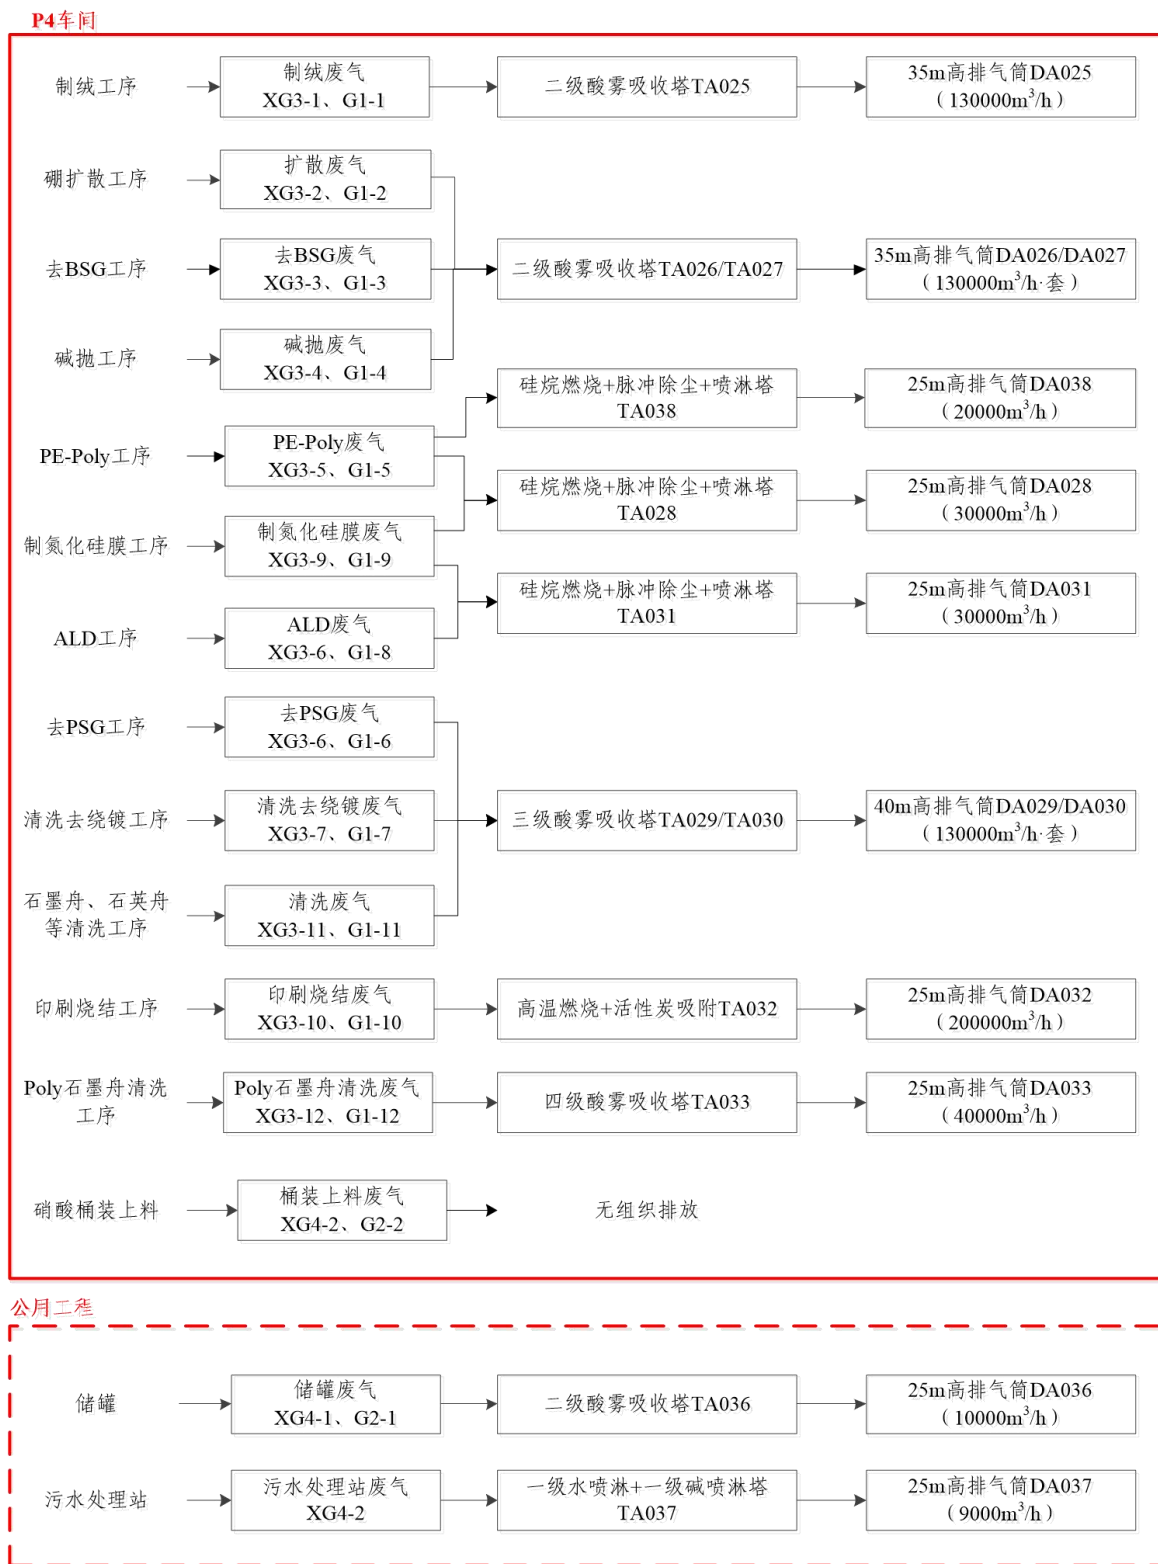 P4车间
制绒工序
制绒废气
XG3-1、G1-1
二级酸雾吸收塔TA025
35m高排气筒DA025
（130000m³/h）
硼扩散工序
扩散废气
XG3-2、G1-2
去BSG工序
去BSG废气
XG3-3、G1-3
二级酸雾吸收塔TA026/TA027
35m高排气筒DA026/DA027
（130000m³/h·套）
碱抛工序
碱抛废气
XG3-4、G1-4
硅烷燃烧+脉冲除尘+喷淋塔
TA038
25m高排气筒DA038
（20000m³/h）
PE-Poly工序
PE-Poly废气
XG3-5、G1-5
硅烷燃烧+脉冲除尘+喷淋塔
TA028
25m高排气筒DA028
（30000m³/h）
制氮化硅膜工序
制氮化硅膜废气
XG3-9、G1-9
硅烷燃烧+脉冲除尘+喷淋塔
TA031
25m高排气筒DA031
（30000m³/h）
ALD工序
ALD废气
XG3-6、G1-8
去PSG工序
去PSG废气
XG3-6、G1-6
清洗去绕镀工序
清洗去绕镀废气
XG3-7、G1-7
三级酸雾吸收塔TA029/TA030
40m高排气筒DA029/DA030
（130000m³/h·套）
石墨舟、石英舟
等清洗工序
清洗废气
XG3-11、G1-11
印刷烧结工序
印刷烧结废气
XG3-10、G1-10
高温燃烧+活性炭吸附TA032
25m高排气筒DA032
（200000m³/h）
Poly石墨舟清洗
工序
Poly石墨舟清洗废气
XG3-12、G1-12
四级酸雾吸收塔TA033
25m高排气筒DA033
（40000m³/h）
硝酸桶装上料
桶装上料废气
XG4-2、G2-2
无组织排放
公用工程
储罐
储罐废气
XG4-1、G2-1
二级酸雾吸收塔TA036
25m高排气筒DA036
（10000m³/h）
污水处理站
污水处理站废气
XG4-2
一级水喷淋+一级碱喷淋塔
TA037
25m高排气筒DA037
（9000m³/h）